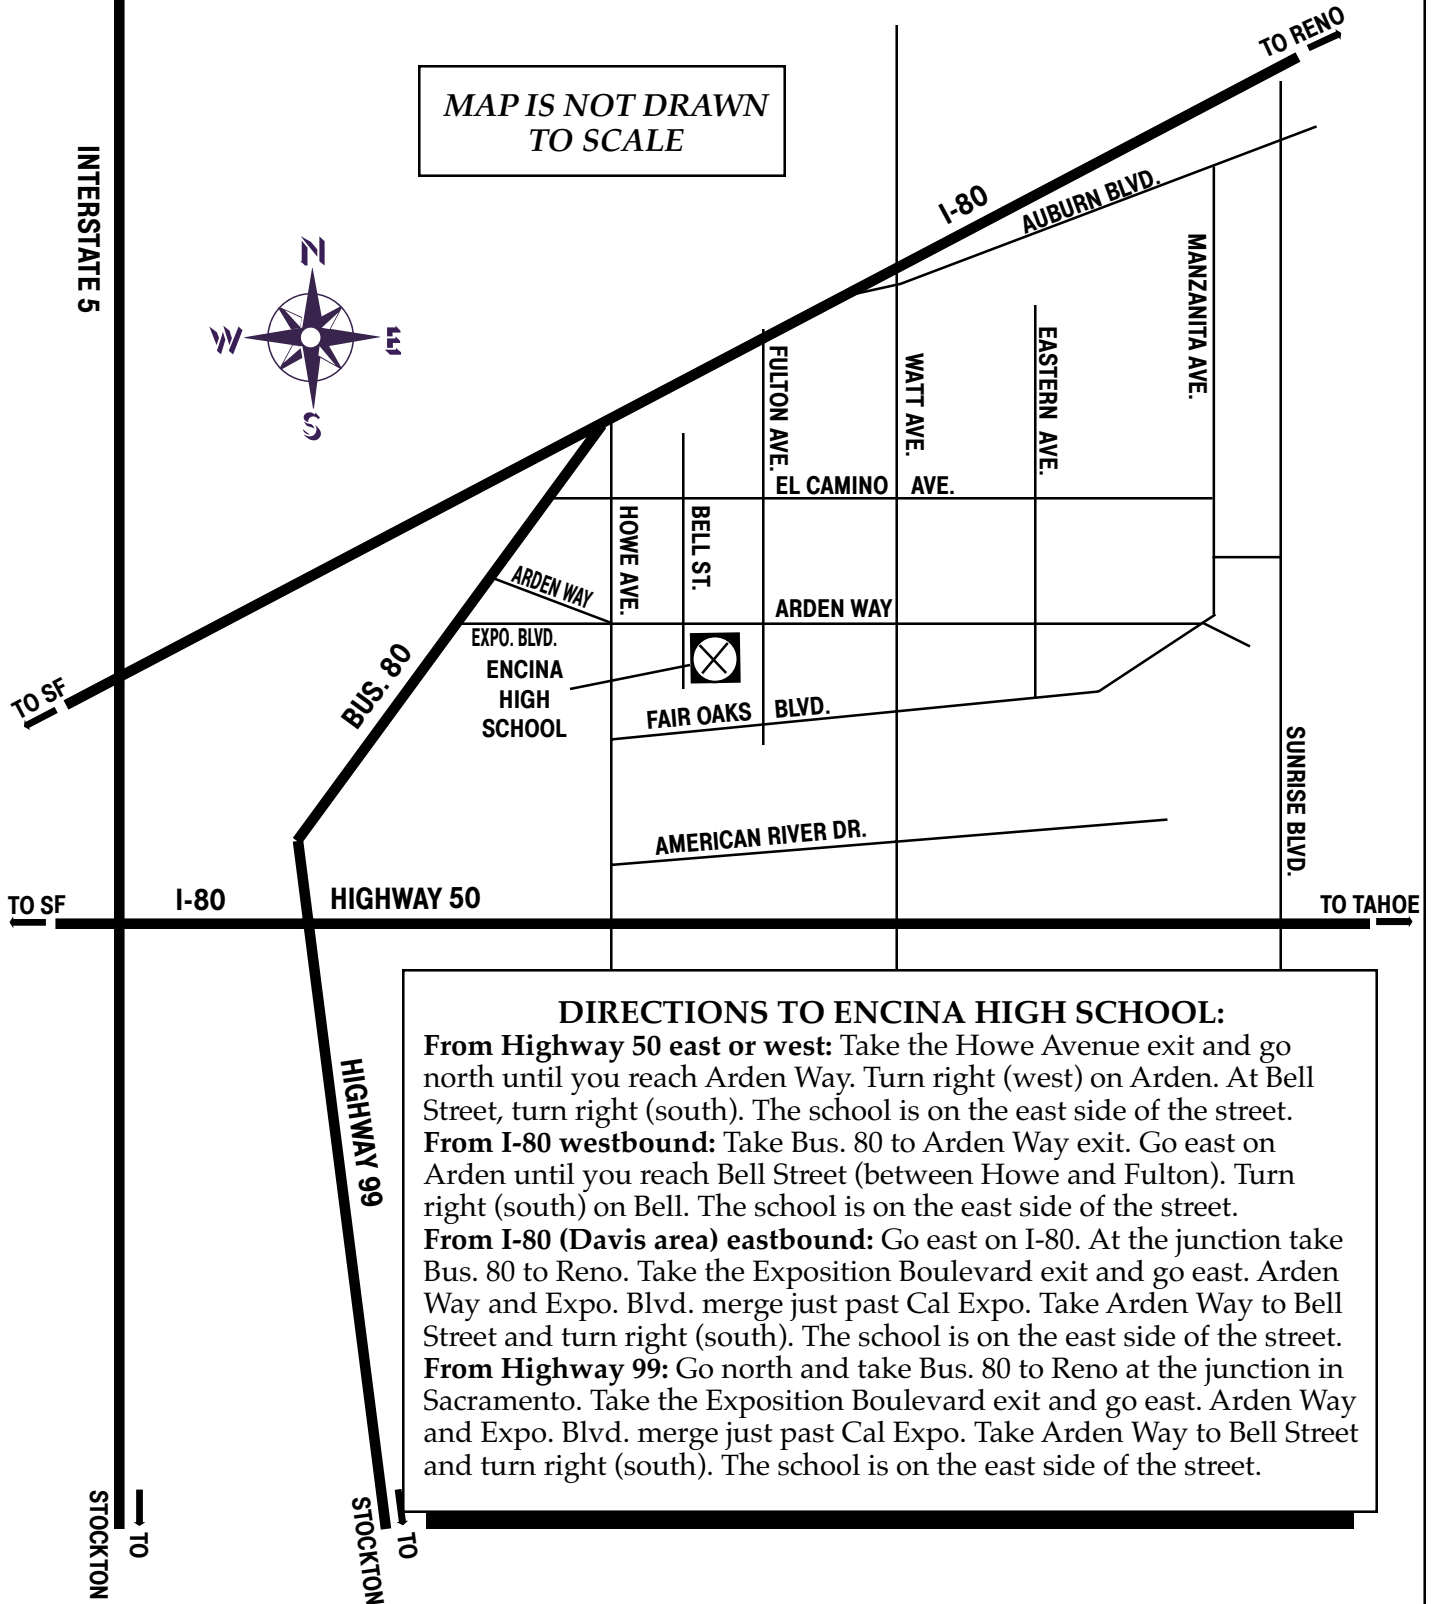 TO RENO
MAP IS NOT DRAWN
TO SCALE
INTERSTATE 5
I-80
AUBURN BLVD.
N
W
E
S
MANZANITA AVE.
FULTON AVE.
WATT AVE.
EASTERN AVE.
EL CAMINO AVE.
HOWE AVE.
BELL ST.
ARDEN WAY
ARDEN WAY
EXPO. BLVD.
ENCINA
HIGH
SCHOOL
BUS. 80
TO SF
FAIR OAKS BLVD.
SUNRISE BLVD.
AMERICAN RIVER DR.
TO SF
I-80
HIGHWAY 50
TO TAHOE
HIGHWAY 99
DIRECTIONS TO ENCINA HIGH SCHOOL:
From Highway 50 east or west: Take the Howe Avenue exit and go
north until you reach Arden Way. Turn right (west) on Arden. At Bell
Street, turn right (south). The school is on the east side of the street.
From I-80 westbound: Take Bus. 80 to Arden Way exit. Go east on
Arden until you reach Bell Street (between Howe and Fulton). Turn
right (south) on Bell. The school is on the east side of the street.
From I-80 (Davis area) eastbound: Go east on I-80. At the junction take
Bus. 80 to Reno. Take the Exposition Boulevard exit and go east. Arden
Way and Expo. Blvd. merge just past Cal Expo. Take Arden Way to Bell
Street and turn right (south). The school is on the east side of the street.
From Highway 99: Go north and take Bus. 80 to Reno at the junction in
Sacramento. Take the Exposition Boulevard exit and go east. Arden Way
and Expo. Blvd. merge just past Cal Expo. Take Arden Way to Bell Street
and turn right (south). The school is on the east side of the street.
TO
STOCKTON
TO
STOCKTON